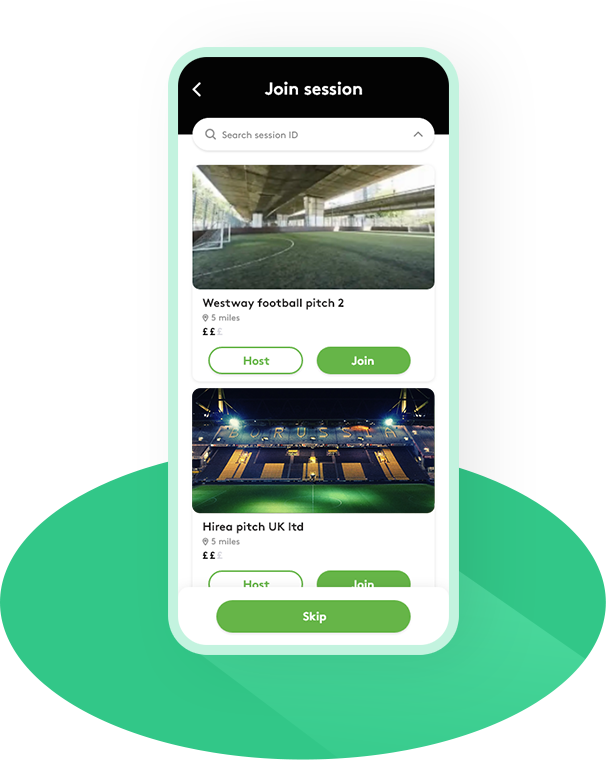 Join session
Search session ID
Westway football pitch 2
5 miles
£££
Host
Join
BORUSSIA
Hirea pitch UK ltd
5 miles
£££
Host
Join
Skip